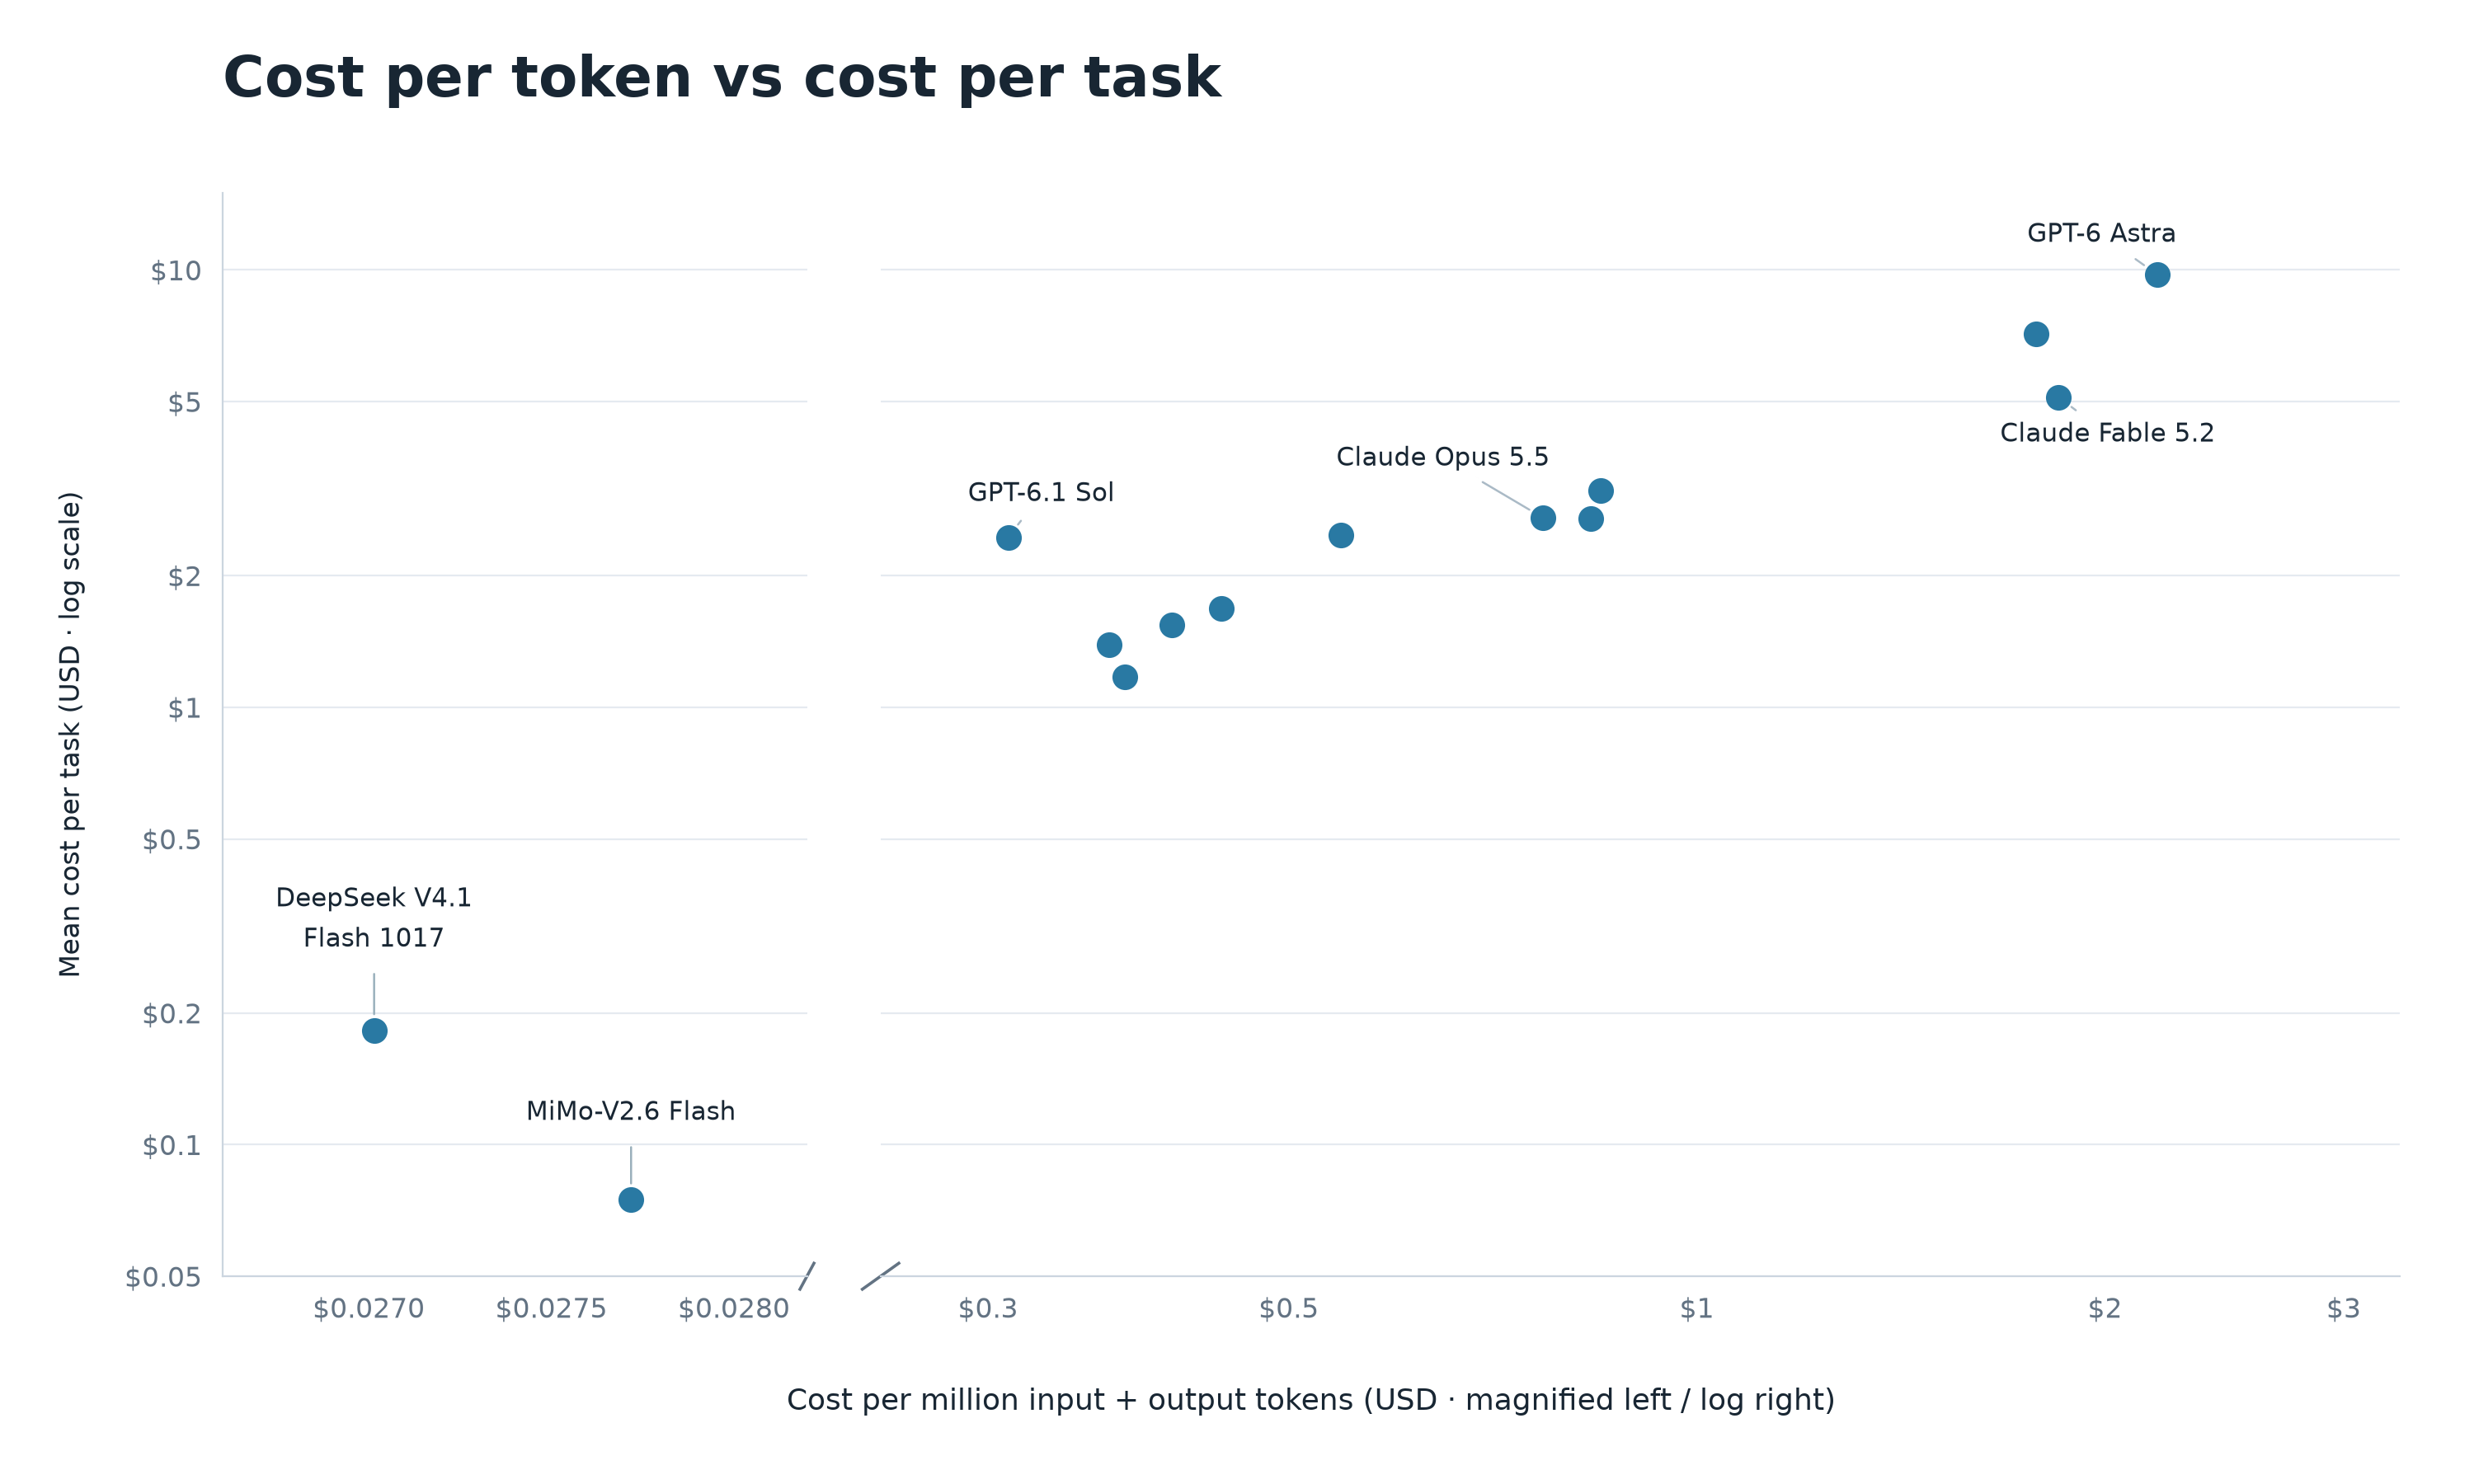 Cost per token vs cost per task
GPT-6 Astra
$10
$5
Claude Fable 5.2
Claude Opus 5.5
GPT-6.1 Sol
$2
$1
$0.5
DeepSeek V4.1
Flash 1017
$0.2
MiMo-V2.6 Flash
$0.1
$0.05
Mean cost per task (USD · log scale)
$0.0270 $0.0275 $0.0280 $0.3 $0.5 $1 $2 $3
Cost per million input + output tokens (USD · magnified left / log right)